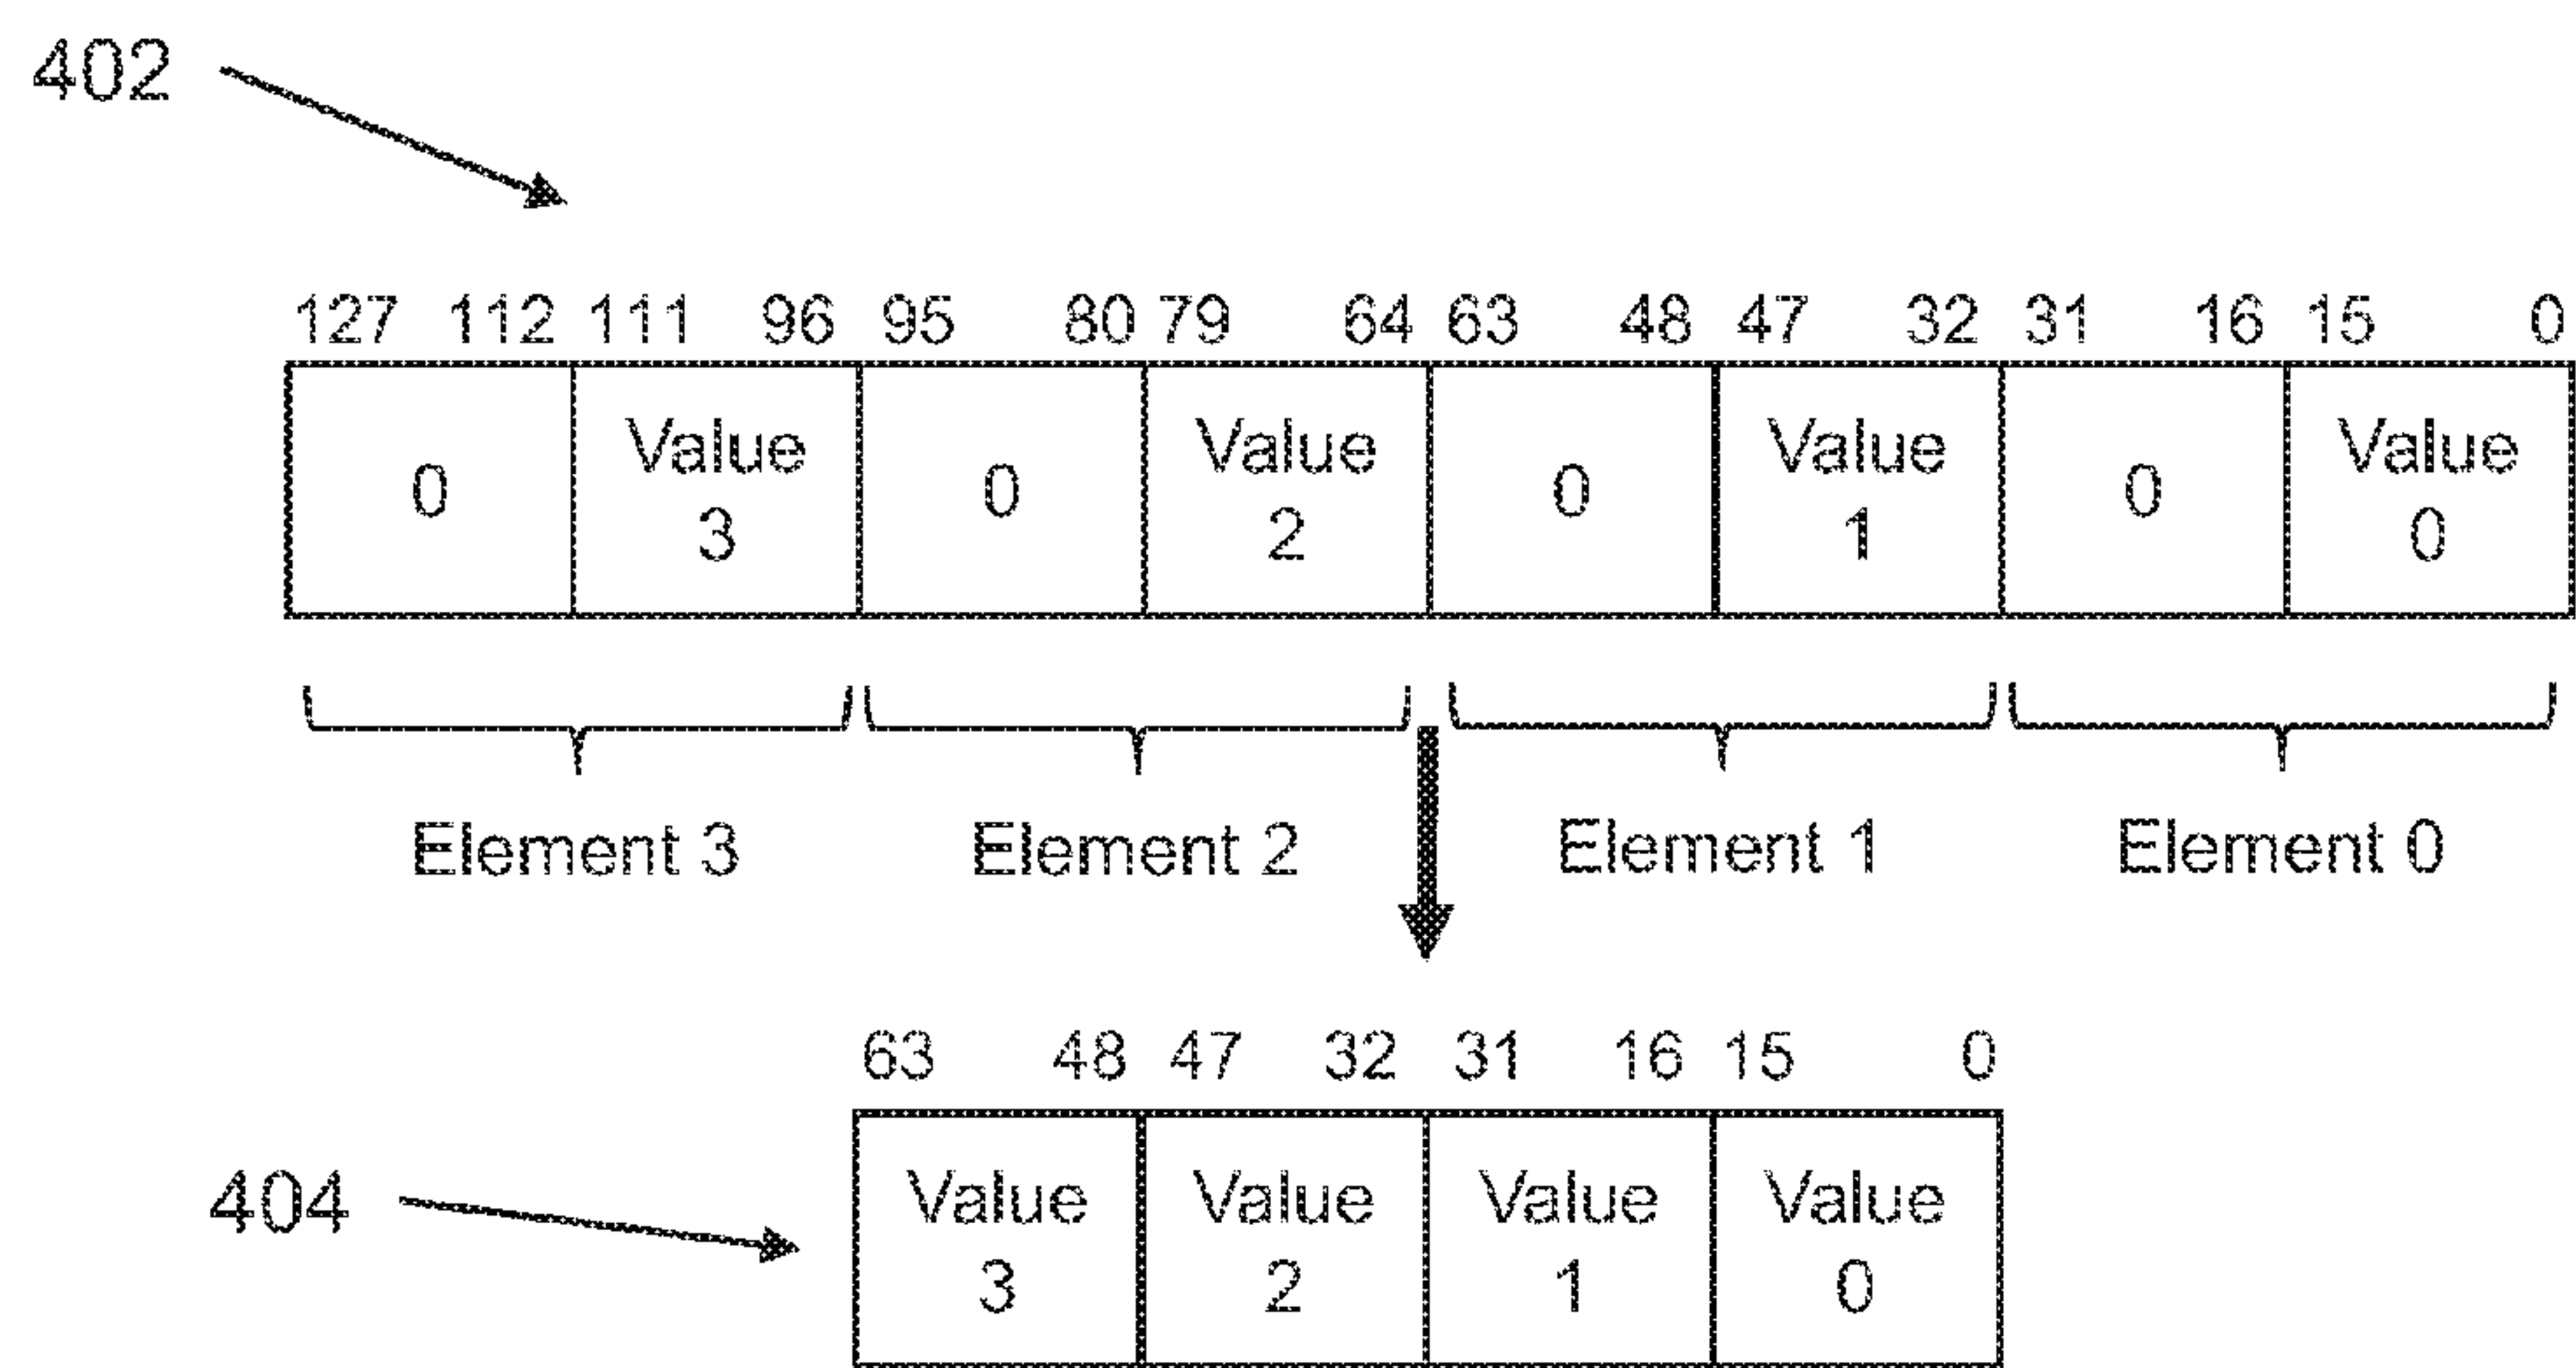 402
127 112 111 96 95 80 79 64 63 48 47 32 31 16 15 0
0 Value 3 0 Value 2 0 Value 1 0 Value 0
Element 3 Element 2 Element 1 Element 0
63 48 47 32 31 16 15 0
404
Value 3 Value 2 Value 1 Value 0